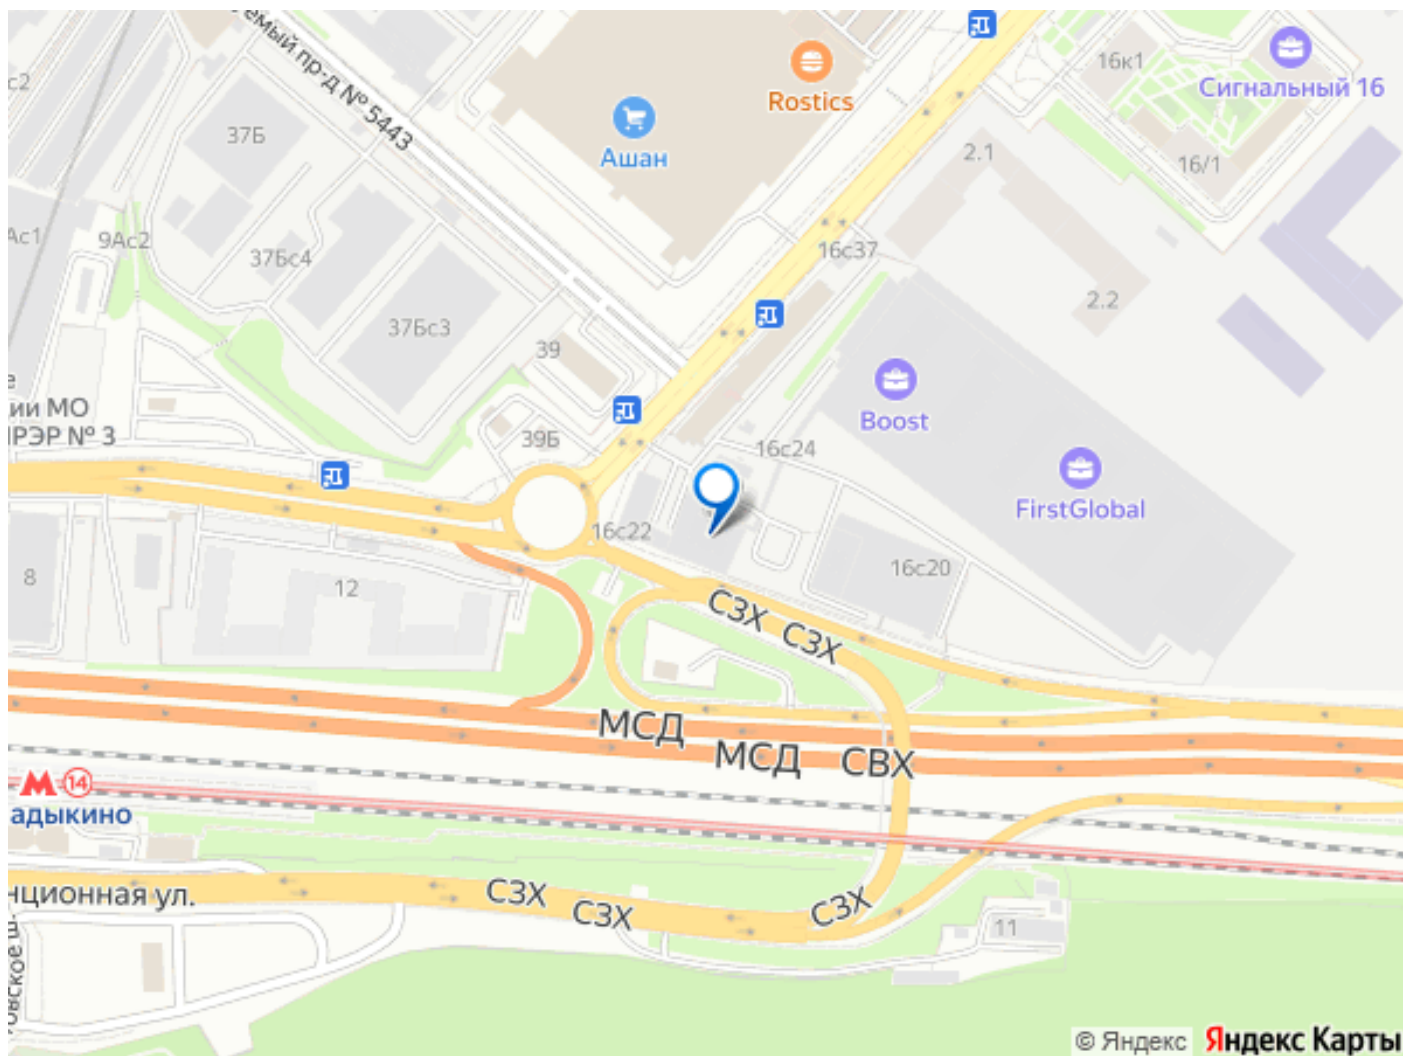 емый пр-д № 5443
16к1
Сигнальный 16
Rostics
Ашан
с2
37Б
2.1
16/1
Ас1
9Ас2
37Бс4
16с37
2.2
37Бс3
39
Boost
е
ии МО
РЭР № 3
39Б
16с24
FirstGlobal
16с22
16с20
8
12
СЗХ СЗХ
МСД
МСД СВХ
14
адыкино
нционная ул.
СЗХ
СЗХ
СЗХ
11
овское ш.
© Яндекс Яндекс Карты